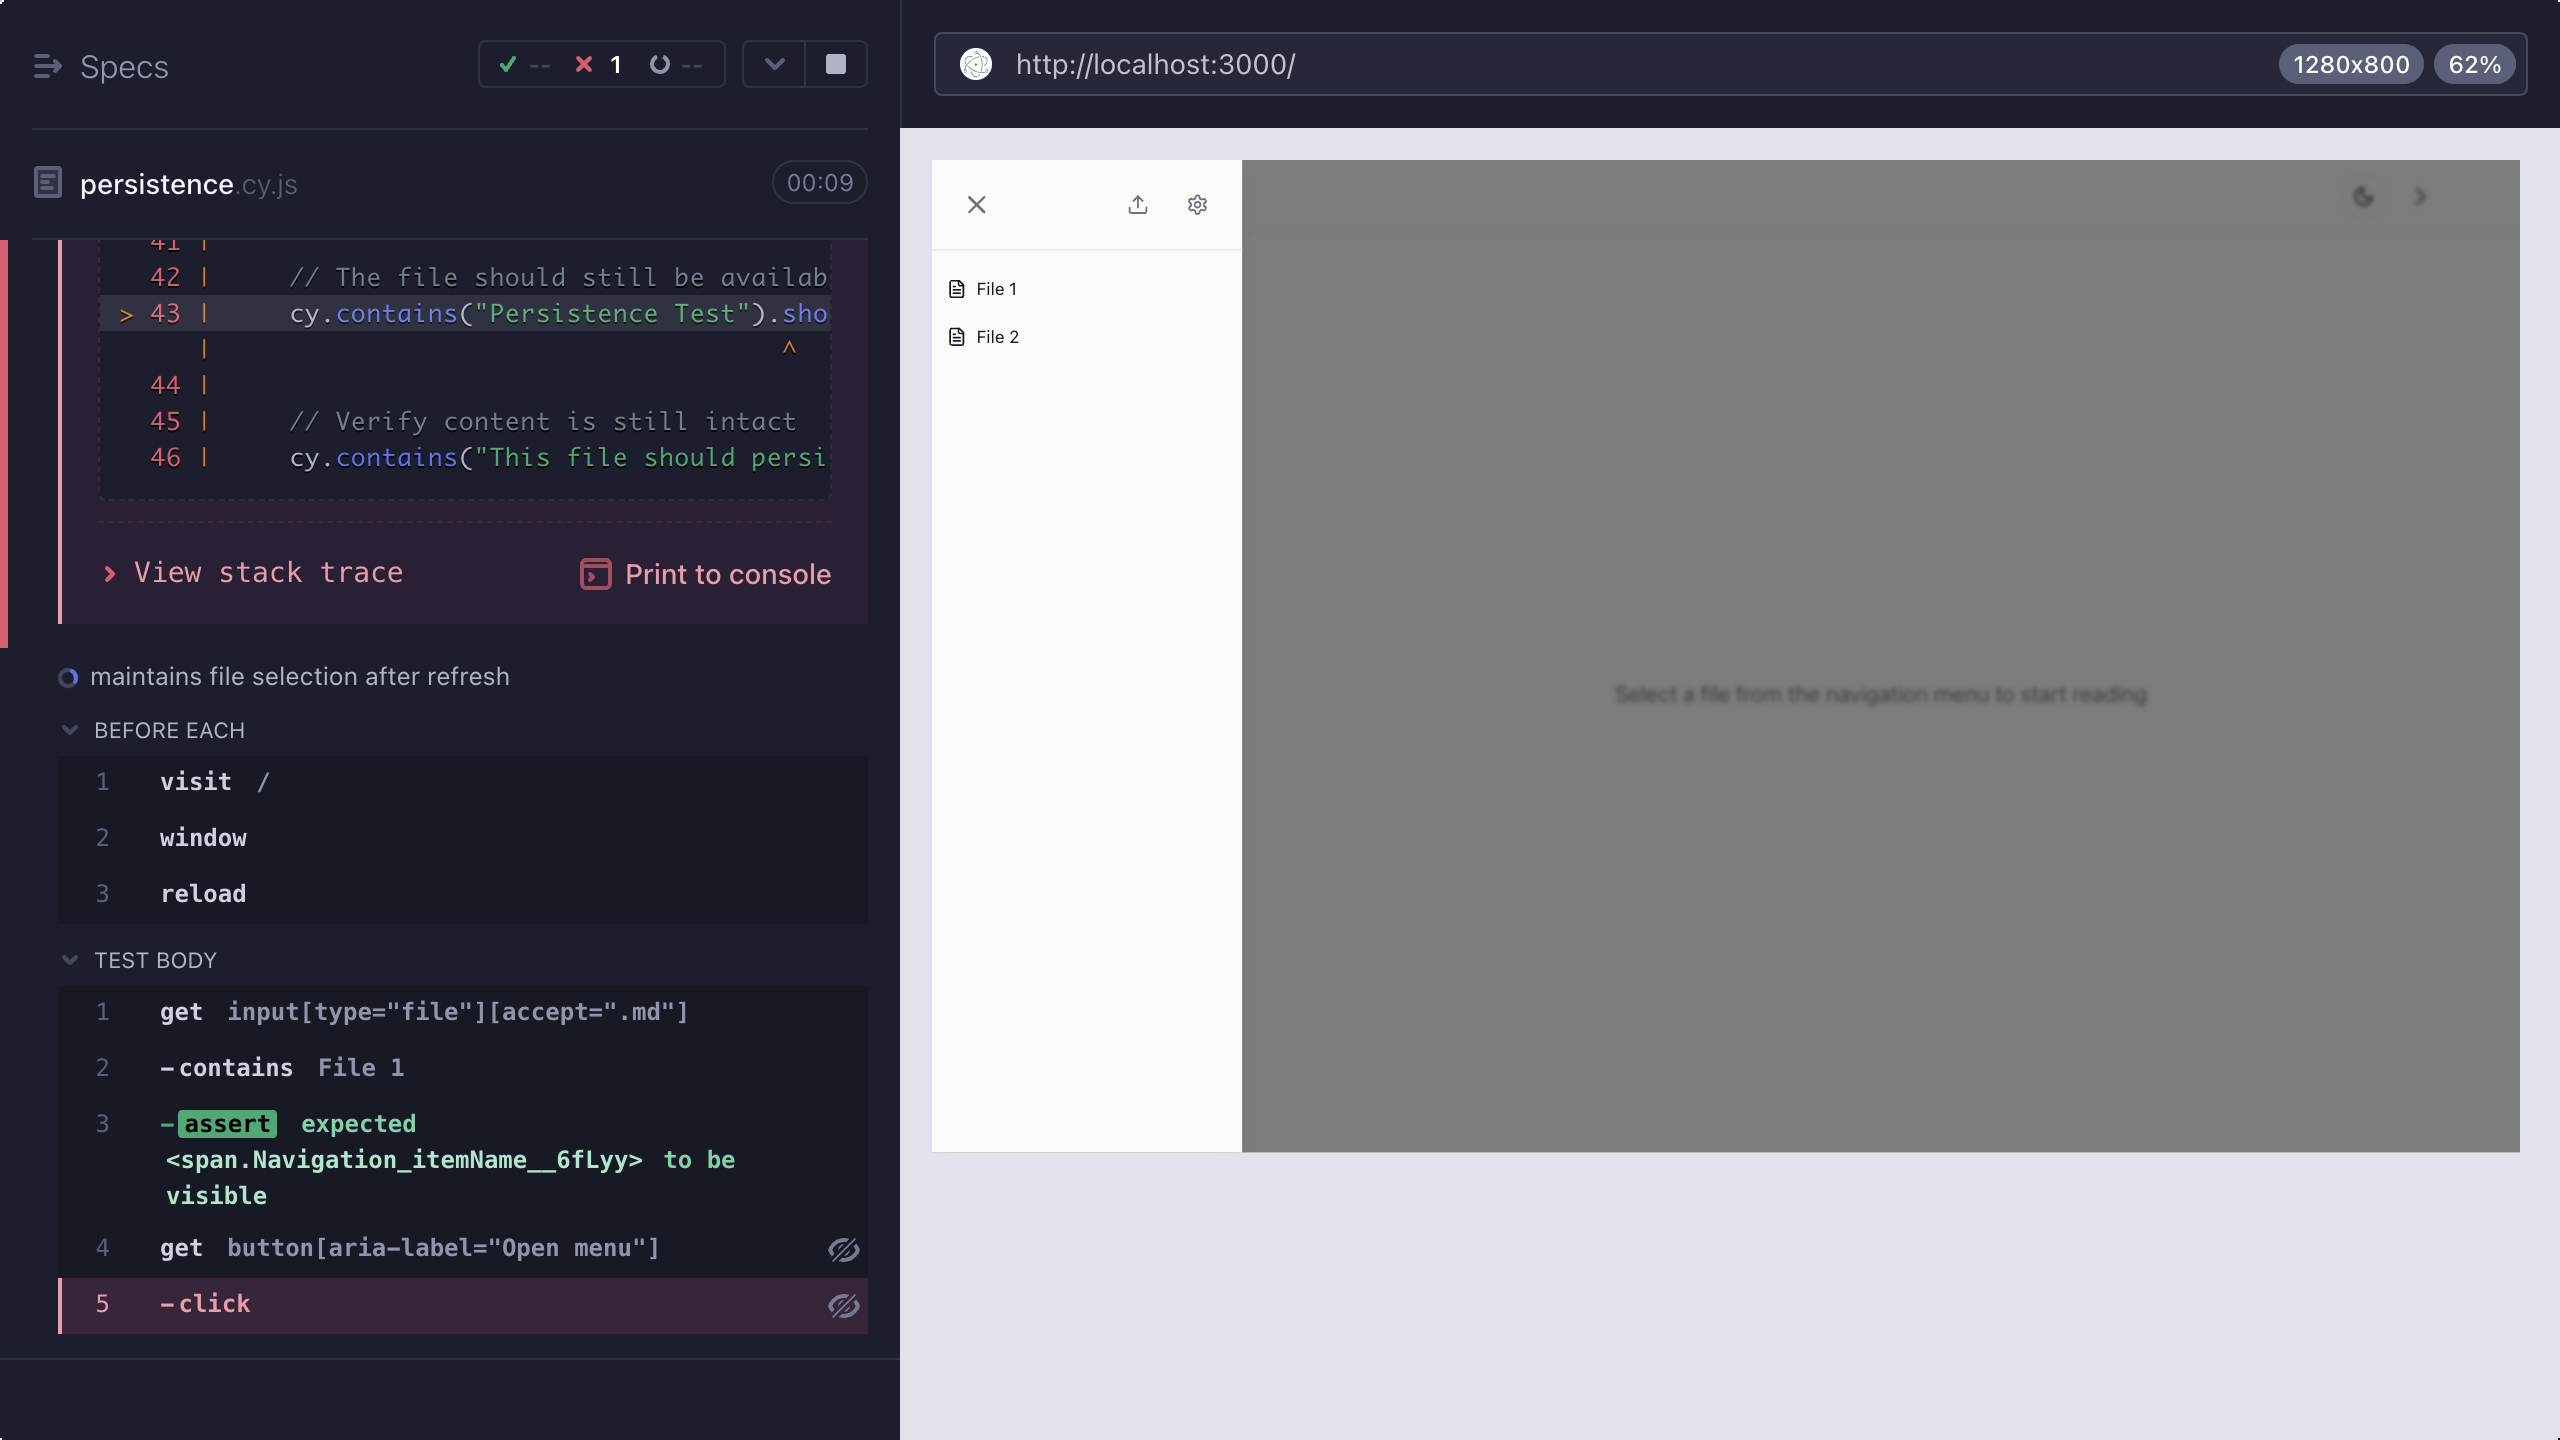 Specs
-- 1 --
persistence.cy.js
00:09
41 |
42 | // The file should still be availab
> 43 | cy.contains("Persistence Test").sho
| ^
44 |
45 | // Verify content is still intact
46 | cy.contains("This file should persi
View stack trace
Print to console
maintains file selection after refresh
BEFORE EACH
1 visit /
2 window
3 reload
TEST BODY
1 get input[type="file"][accept=".md"]
2 -contains File 1
3 -assert expected
<span.Navigation_itemName__6fLyy> to be
visible
4 get button[aria-label="Open menu"]
5 -click
http://localhost:3000/
1280x800
62%
File 1
File 2
Select a file from the navigation menu to start reading